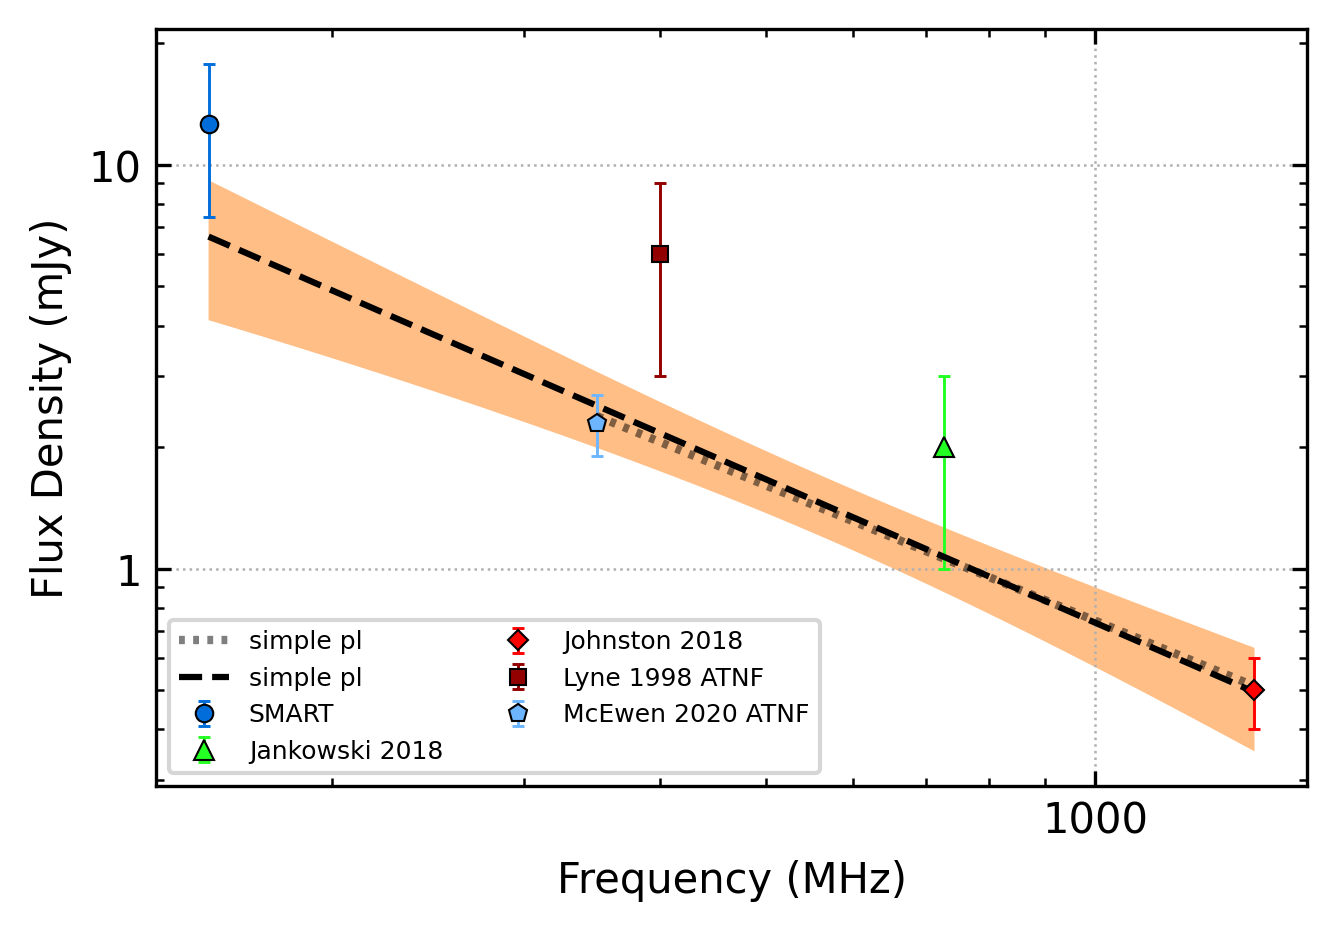 10
1
Flux Density (mJy)
simple pl
simple pl
SMART
Jankowski 2018
Johnston 2018
Lyne 1998 ATNF
McEwen 2020 ATNF
1000
Frequency (MHz)